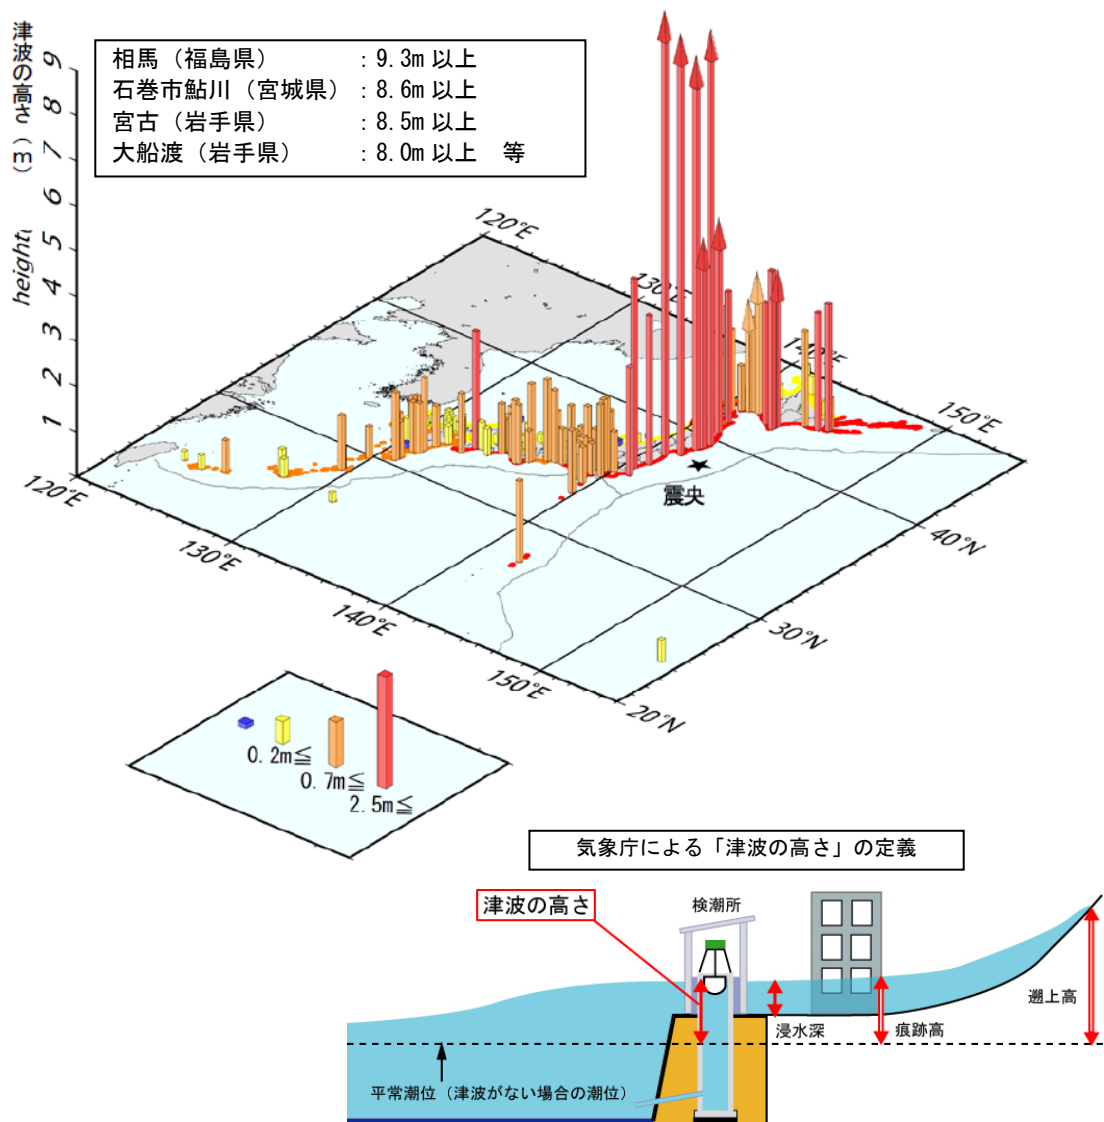 津波の高さ（m）
height
9
8
7
6
5
4
3
2
1
相馬（福島県）　　　：9.3m 以上
石巻市鮎川（宮城県）：8.6m 以上
宮古（岩手県）　　　：8.5m 以上
大船渡（岩手県）　　：8.0m 以上　等
120°E
130°E
140°E
150°E
震央
120°E
130°E
140°E
150°E
40°N
30°N
20°N
0.2m≦
0.7m≦
2.5m≦
気象庁による「津波の高さ」の定義
津波の高さ
検潮所
浸水深
痕跡高
遡上高
平常潮位（津波がない場合の潮位）